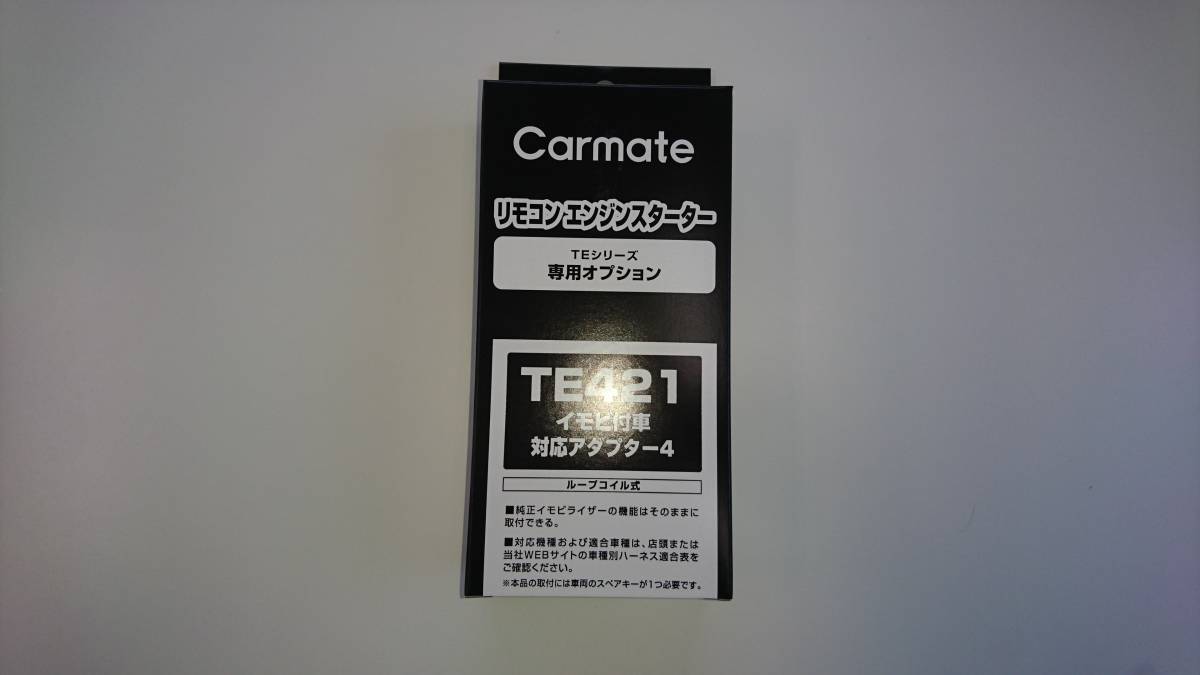 Carmate
リモコンエンジンスターター
TEシリーズ
専用オプション
TE421
イモビ付車
対応アダプター4
ループコイル式
■純正イモビライザーの機能はそのままに
取付できる。
■対応機種および適合車種は、店頭または
当社WEBサイトの車種別ハーネス適合表を
ご確認ください。
※本品の取付には車両のスペアキーが1つ必要です。